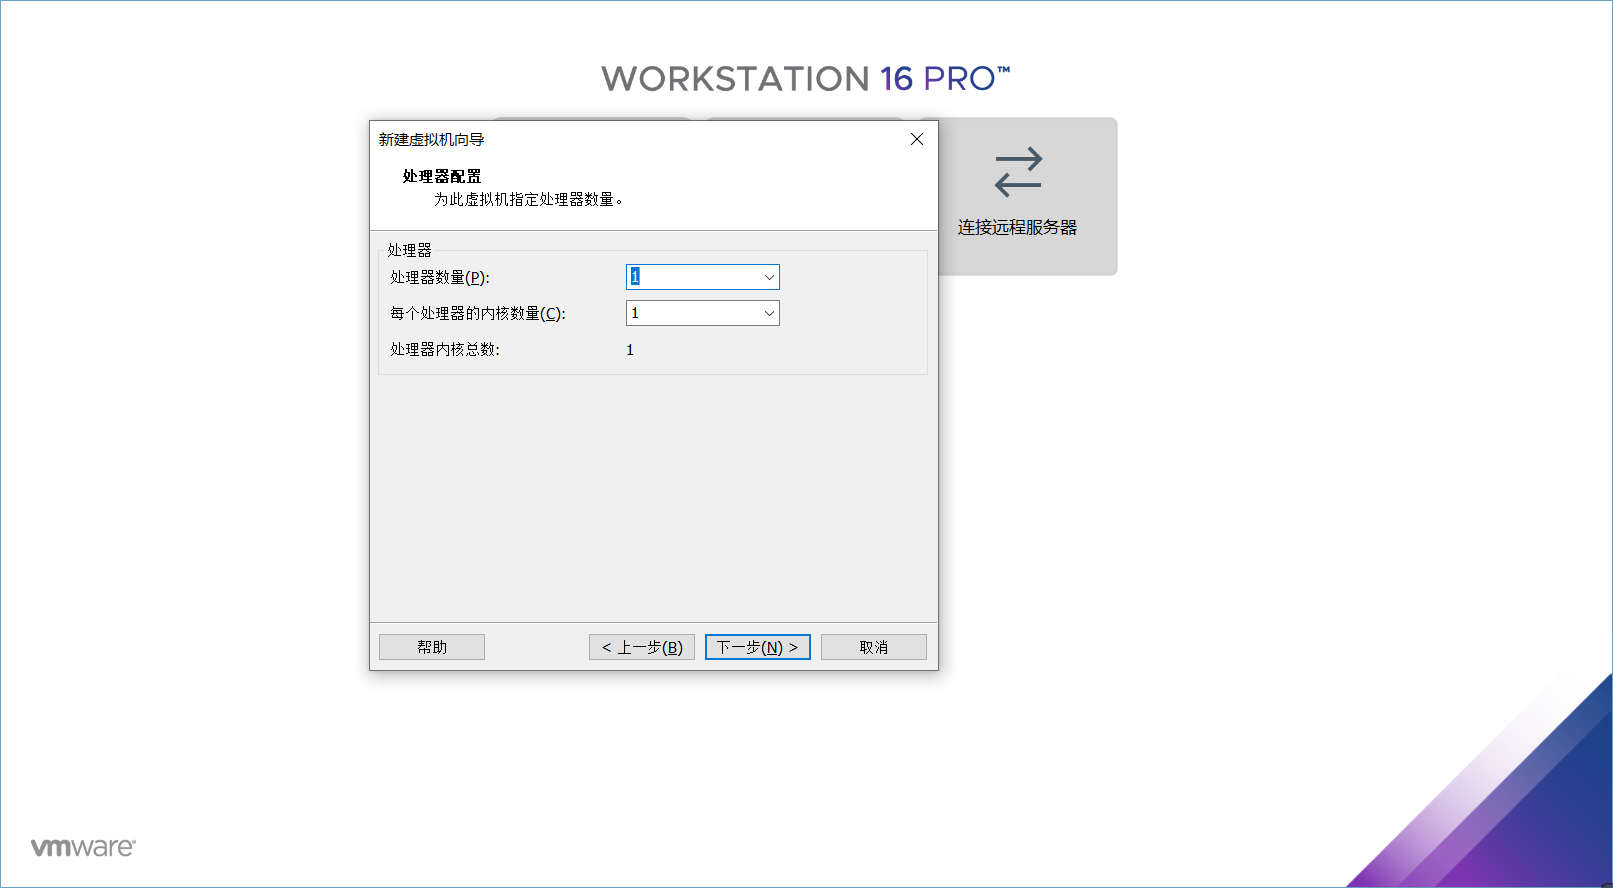 WORKSTATION 16 PRO™
新建虚拟机向导
处理器配置
为此虚拟机指定处理器数量。
连接远程服务器
处理器
处理器数量(P): 1
每个处理器的内核数量(C): 1
处理器内核总数: 1
帮助 < 上一步(B) 下一步(N) > 取消
vmware®